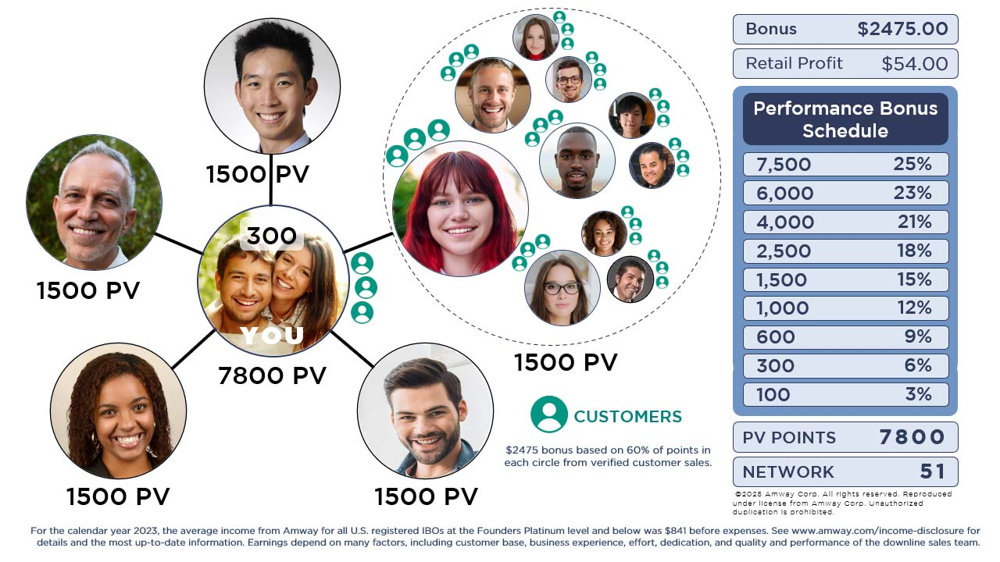 1500 PV
1500 PV
300
YOU
7800 PV
1500 PV
1500 PV
1500 PV
CUSTOMERS
$2475 bonus based on 60% of points in
each circle from verified customer sales.
Bonus $2475.00
Retail Profit $54.00
Performance Bonus
Schedule
7,500 25%
6,000 23%
4,000 21%
2,500 18%
1,500 15%
1,000 12%
600 9%
300 6%
100 3%
PV POINTS 7800
NETWORK 51
©2025 Amway Corp. All rights reserved. Reproduced
under license from Amway Corp. Unauthorized
duplication is prohibited.
For the calendar year 2023, the average income from Amway for all U.S. registered IBOs at the Founders Platinum level and below was $841 before expenses. See www.amway.com/income-disclosure for
details and the most up-to-date information. Earnings depend on many factors, including customer base, business experience, effort, dedication, and quality and performance of the downline sales team.